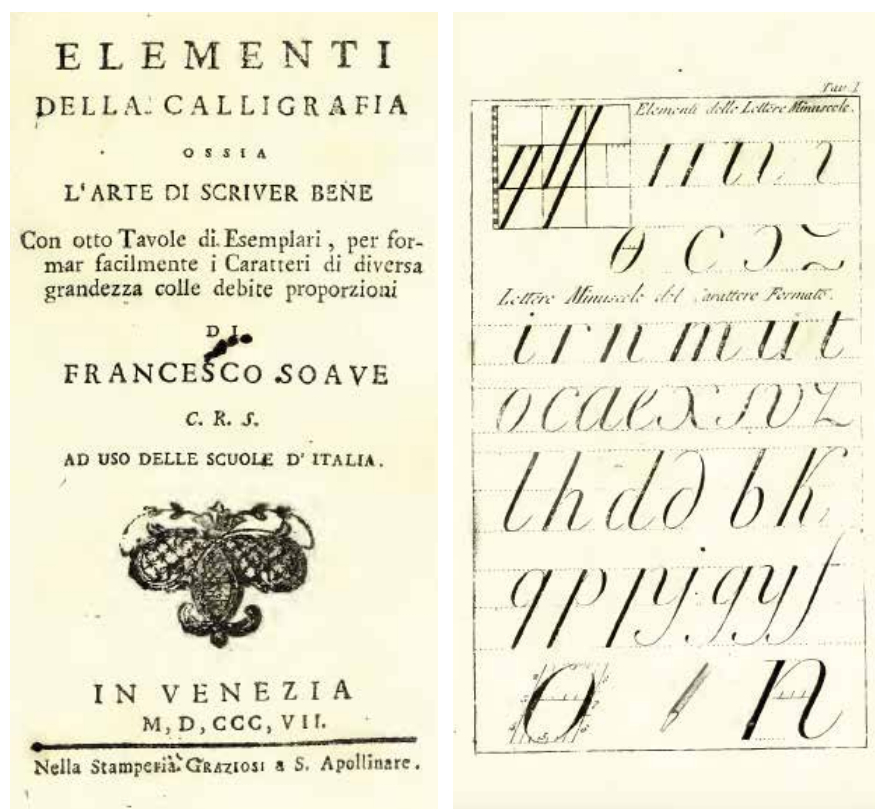 ELEMENTI
DELLA CALLIGRAFIA
OSSIA
L'ARTE DI SCRIVER BENE
Con otto Tavole di Esemplari, per for-
mar facilmente i Caratteri di diversa
grandezza colle debite proporzioni
DI
FRANCESCO SOAVE
C. R. S.
AD USO DELLE SCUOLE D' ITALIA.
IN VENEZIA
M, D, CCC, VII.
Nella Stamperia GRAZIOSI a S. Apollinare.
Tav. I
Elementi delle Lettere Minuscole.
Lettere Minuscole del Carattere Formato.
i r n m u t
o c a e x s v z
l h d d b k
q p p j g y f
O n